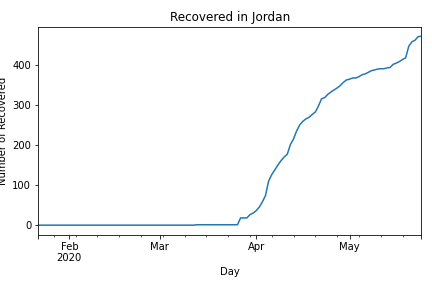 Recovered in Jordan
Number of Recovered
400
300
200
100
0
Feb
2020
Mar
Apr
May
Day